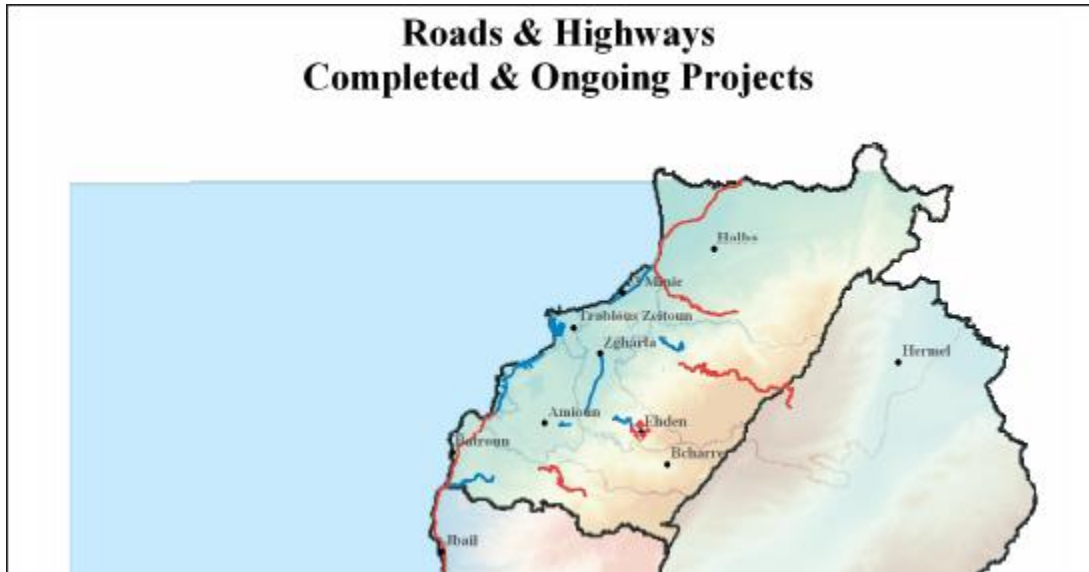 Roads & Highways
Completed & Ongoing Projects
Halba
Minie
Trablous Zeitoun
Zgharta
Hermel
Amioun
Ehden
Batroun
Bcharre
Jbail